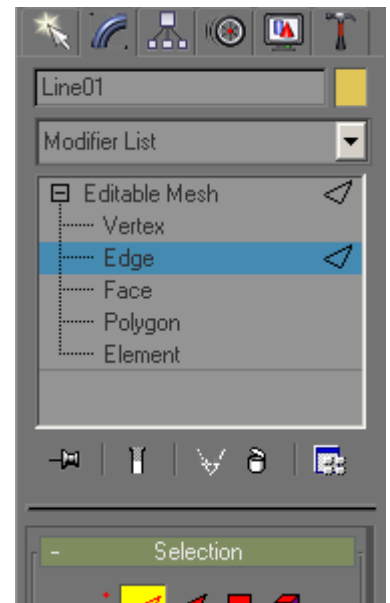 Line01
Modifier List
Editable Mesh
Vertex
Edge
Face
Polygon
Element
- Selection